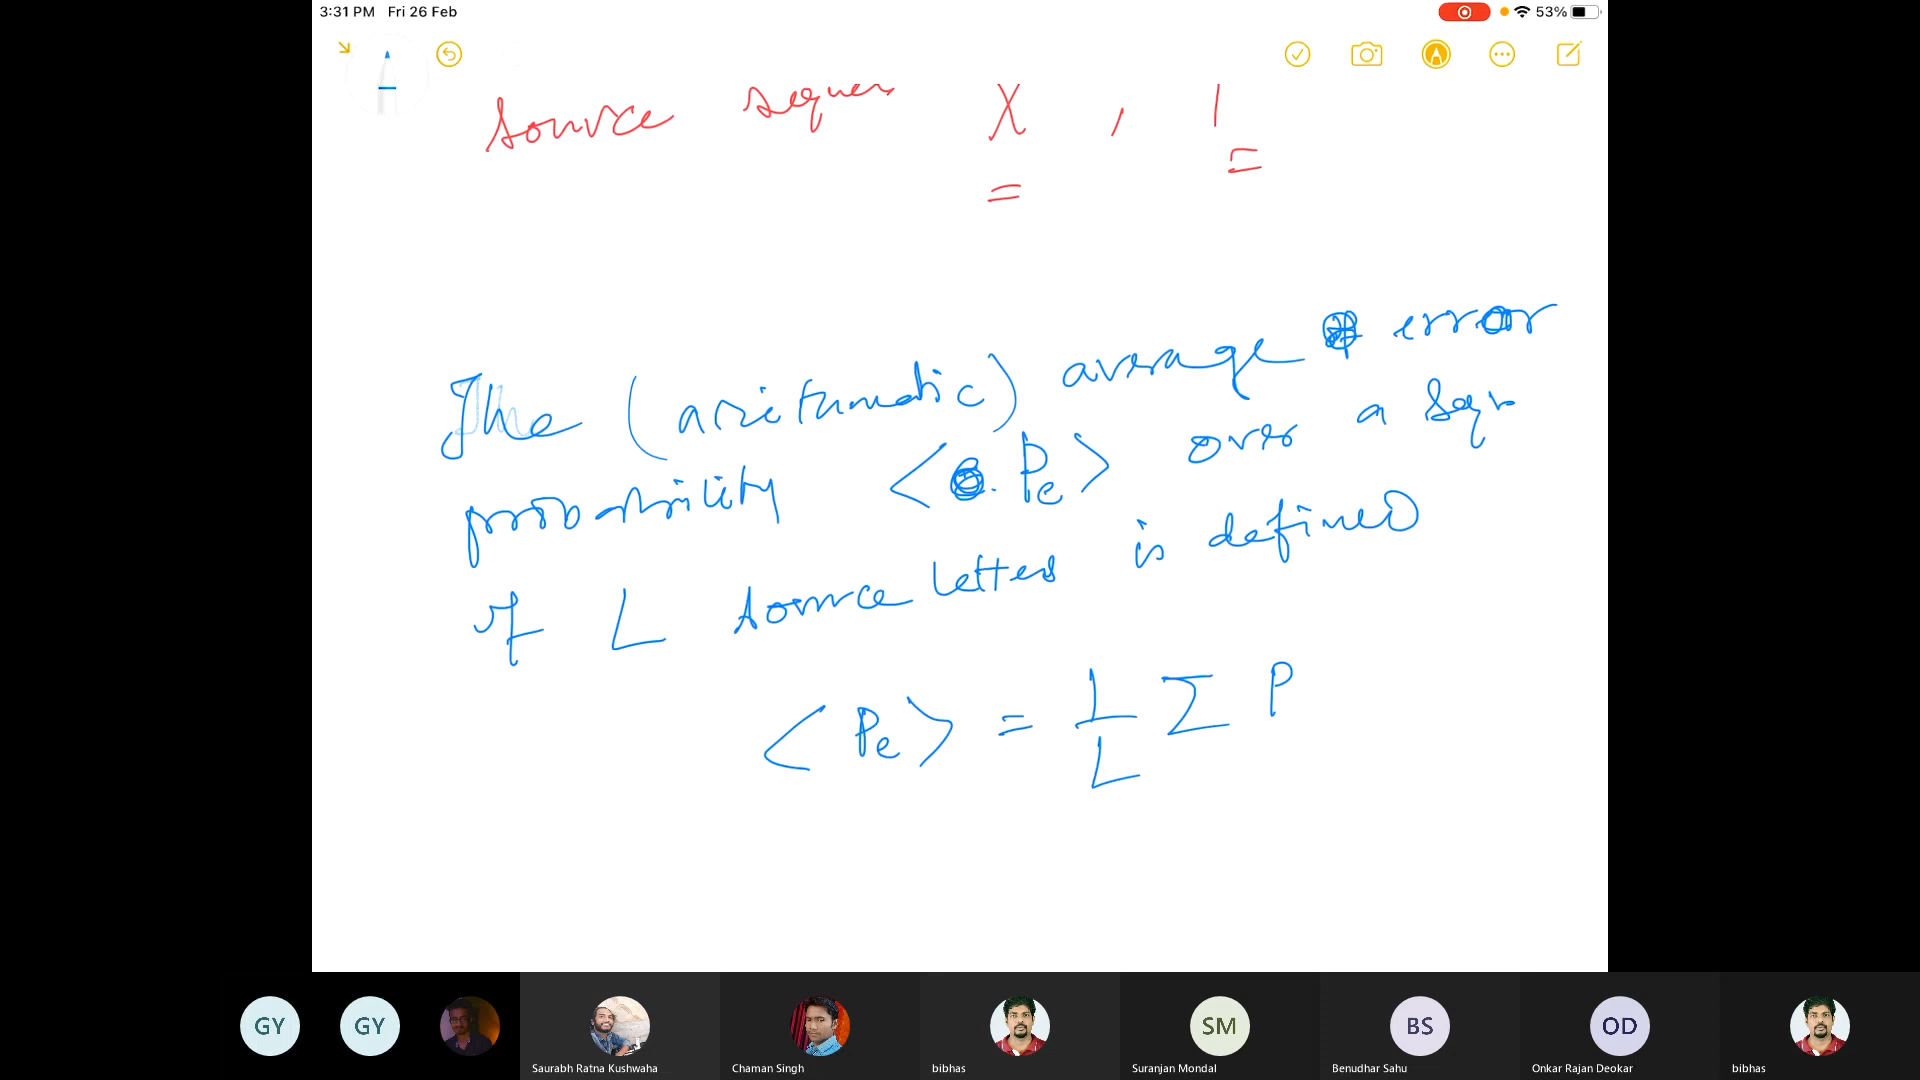 3:31 PM Fri 26 Feb
53%
source sequen X , 1
The (arithmatic) average error
probability < Pe > over a seqn
of L source letters is defined
< Pe > = 1/L Σ P
GY GY SM BS OD
Saurabh Ratna Kushwaha Chaman Singh bibhas Suranjan Mondal Benudhar Sahu Onkar Rajan Deokar bibhas